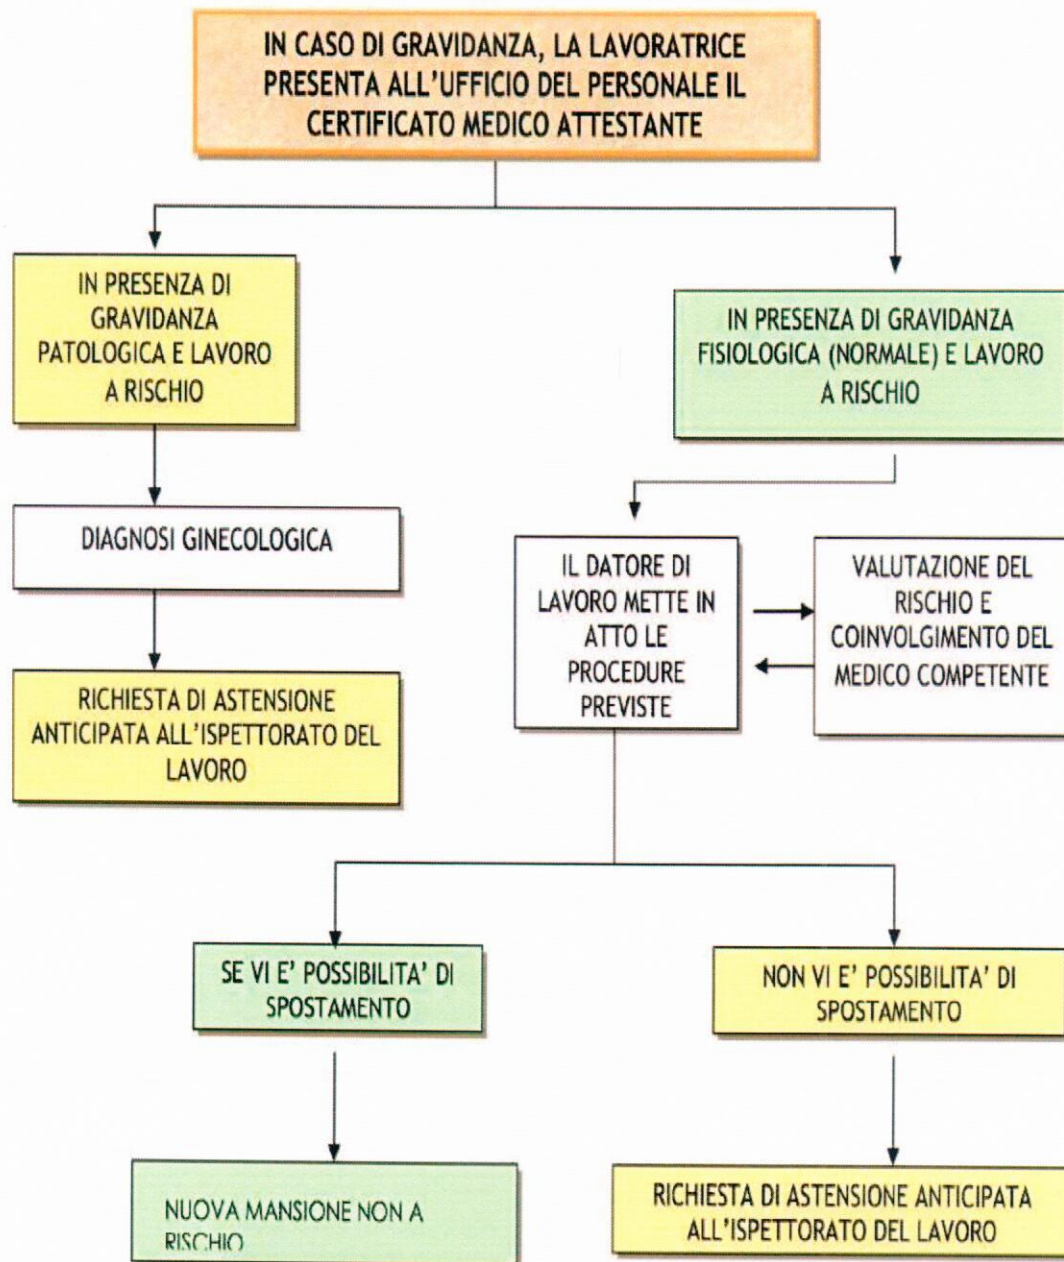 IN CASO DI GRAVIDANZA, LA LAVORATRICE
PRESENTA ALL'UFFICIO DEL PERSONALE IL
CERTIFICATO MEDICO ATTESTANTE
IN PRESENZA DI
GRAVIDANZA
PATOLOGICA E LAVORO
A RISCHIO
IN PRESENZA DI GRAVIDANZA
FISIOLOGICA (NORMALE) E LAVORO
A RISCHIO
DIAGNOSI GINECOLOGICA
IL DATORE DI
LAVORO METTE IN
ATTO LE
PROCEDURE
PREVISTE
VALUTAZIONE DEL
RISCHIO E
COINVOLGIMENTO DEL
MEDICO COMPETENTE
RICHIESTA DI ASTENSIONE
ANTICIPATA ALL'ISPETTORATO DEL
LAVORO
SE VI E' POSSIBILITA' DI
SPOSTAMENTO
NON VI E' POSSIBILITA' DI
SPOSTAMENTO
NUOVA MANSIONE NON A
RISCHIO
RICHIESTA DI ASTENSIONE ANTICIPATA
ALL'ISPETTORATO DEL LAVORO